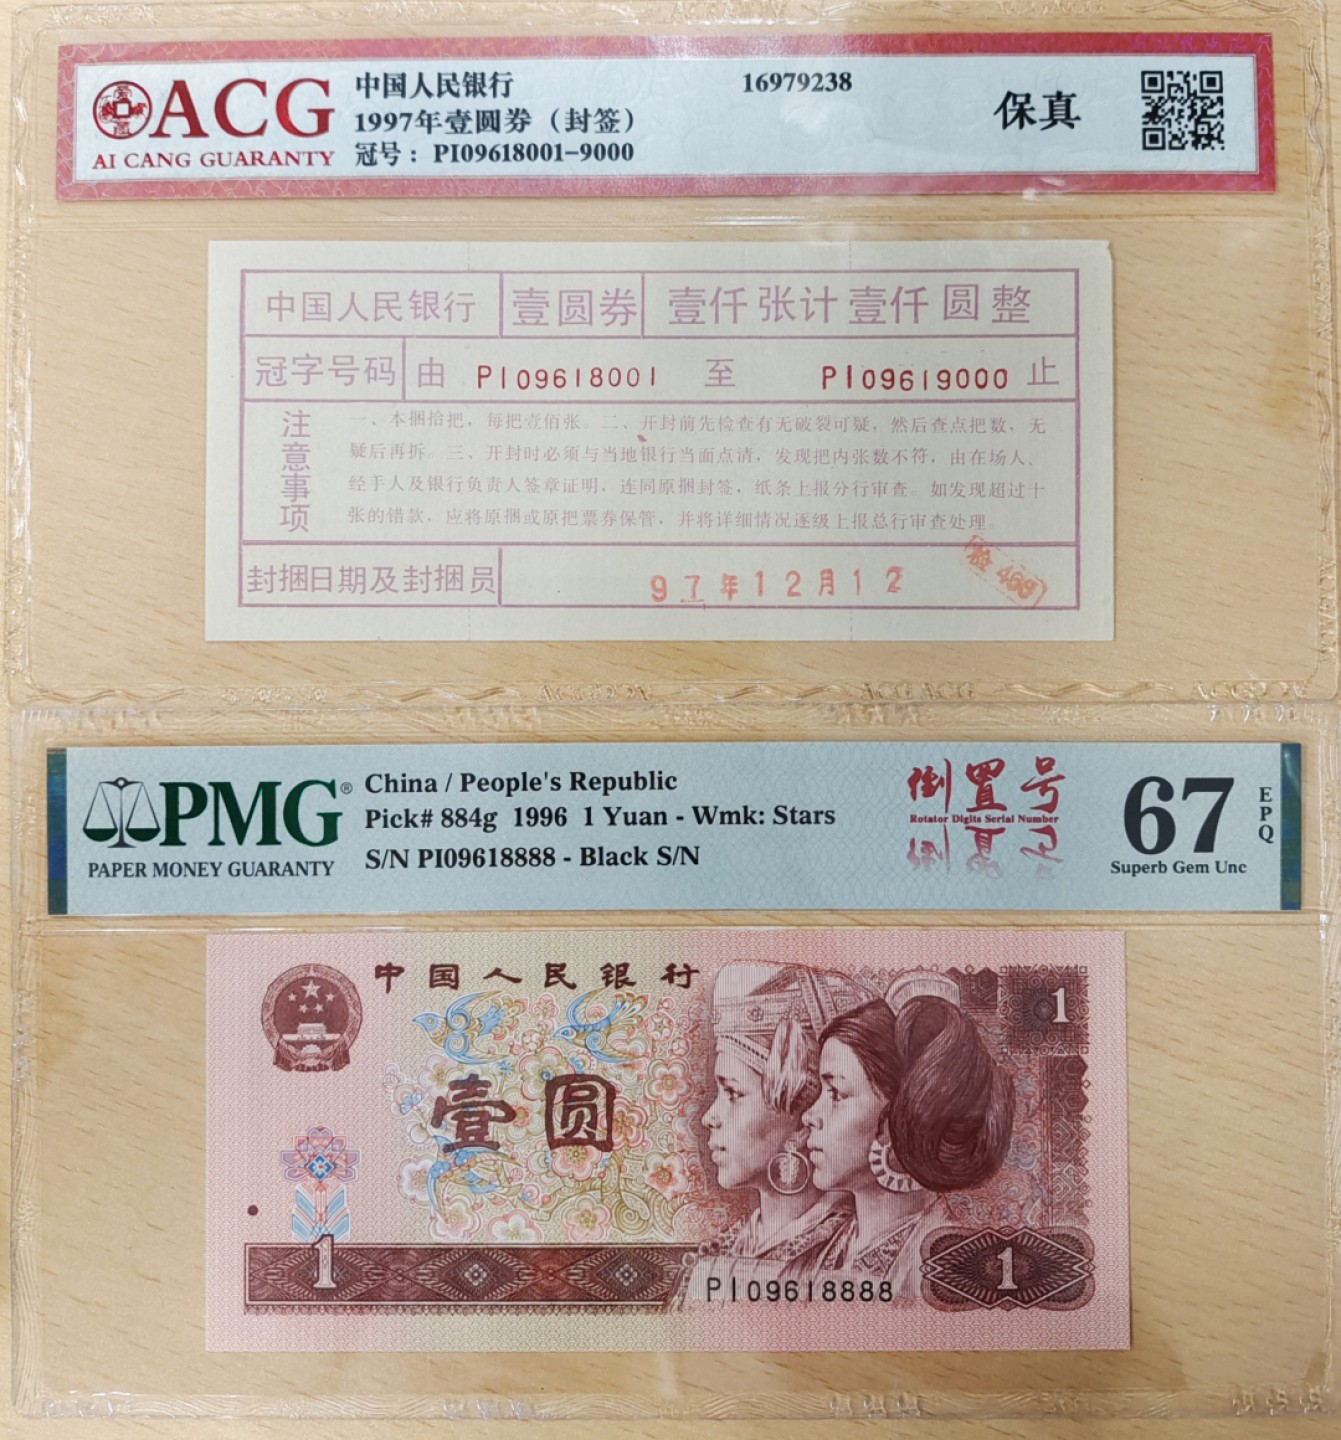 ACG
AI CANG GUARANTY
中国人民银行
1997年壹圆券（封签）
冠号：PI09618001-9000
16979238
保真
中国人民银行 壹圆券 壹仟张计壹仟圆整
冠字号码 由 PI09618001 至 PI09619000 止
注意事项
一、本捆拾把，每把壹佰张。二、开封前先检查有无破裂可疑，然后查点把数，无
疑后再拆。三、开封时必须与当地银行当面点清，发现把内张数不符，由在场人、
经手人及银行负责人签章证明，连同原捆封签，纸条上报分行审查。如发现超过十
张的错款，应将原捆或原把票券保管，并将详细情况逐级上报总行审查处理。
封捆日期及封捆员 97年12月12
468
ACG ACG
PMG®
PAPER MONEY GUARANTY
China / People's Republic
Pick# 884g 1996 1 Yuan - Wmk: Stars
S/N PI09618888 - Black S/N
倒置号
Rotator Digits Serial Number
倒置号
67
Superb Gem Unc
EPQ
中国人民银行
1
壹圆
1
PI09618888
1